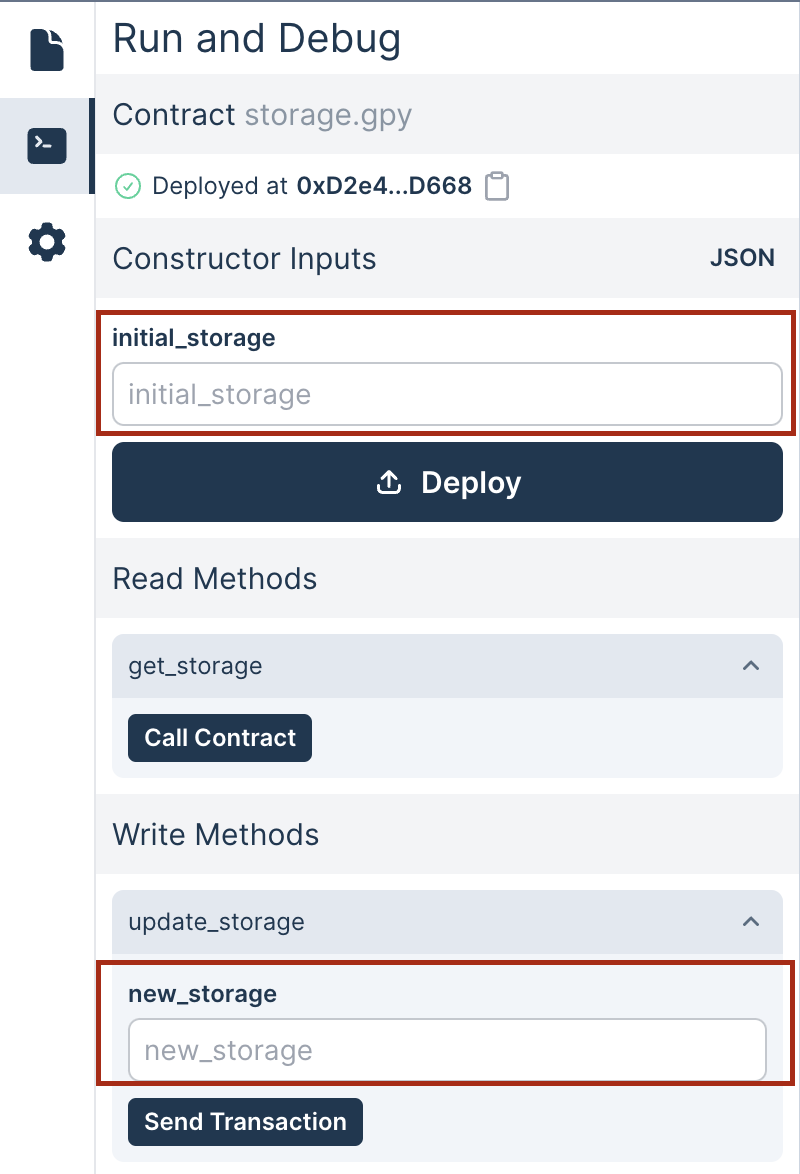 Run and Debug
Contract storage.gpy
Deployed at 0xD2e4...D668
Constructor Inputs JSON
initial_storage
initial_storage
Deploy
Read Methods
get_storage
Call Contract
Write Methods
update_storage
new_storage
new_storage
Send Transaction